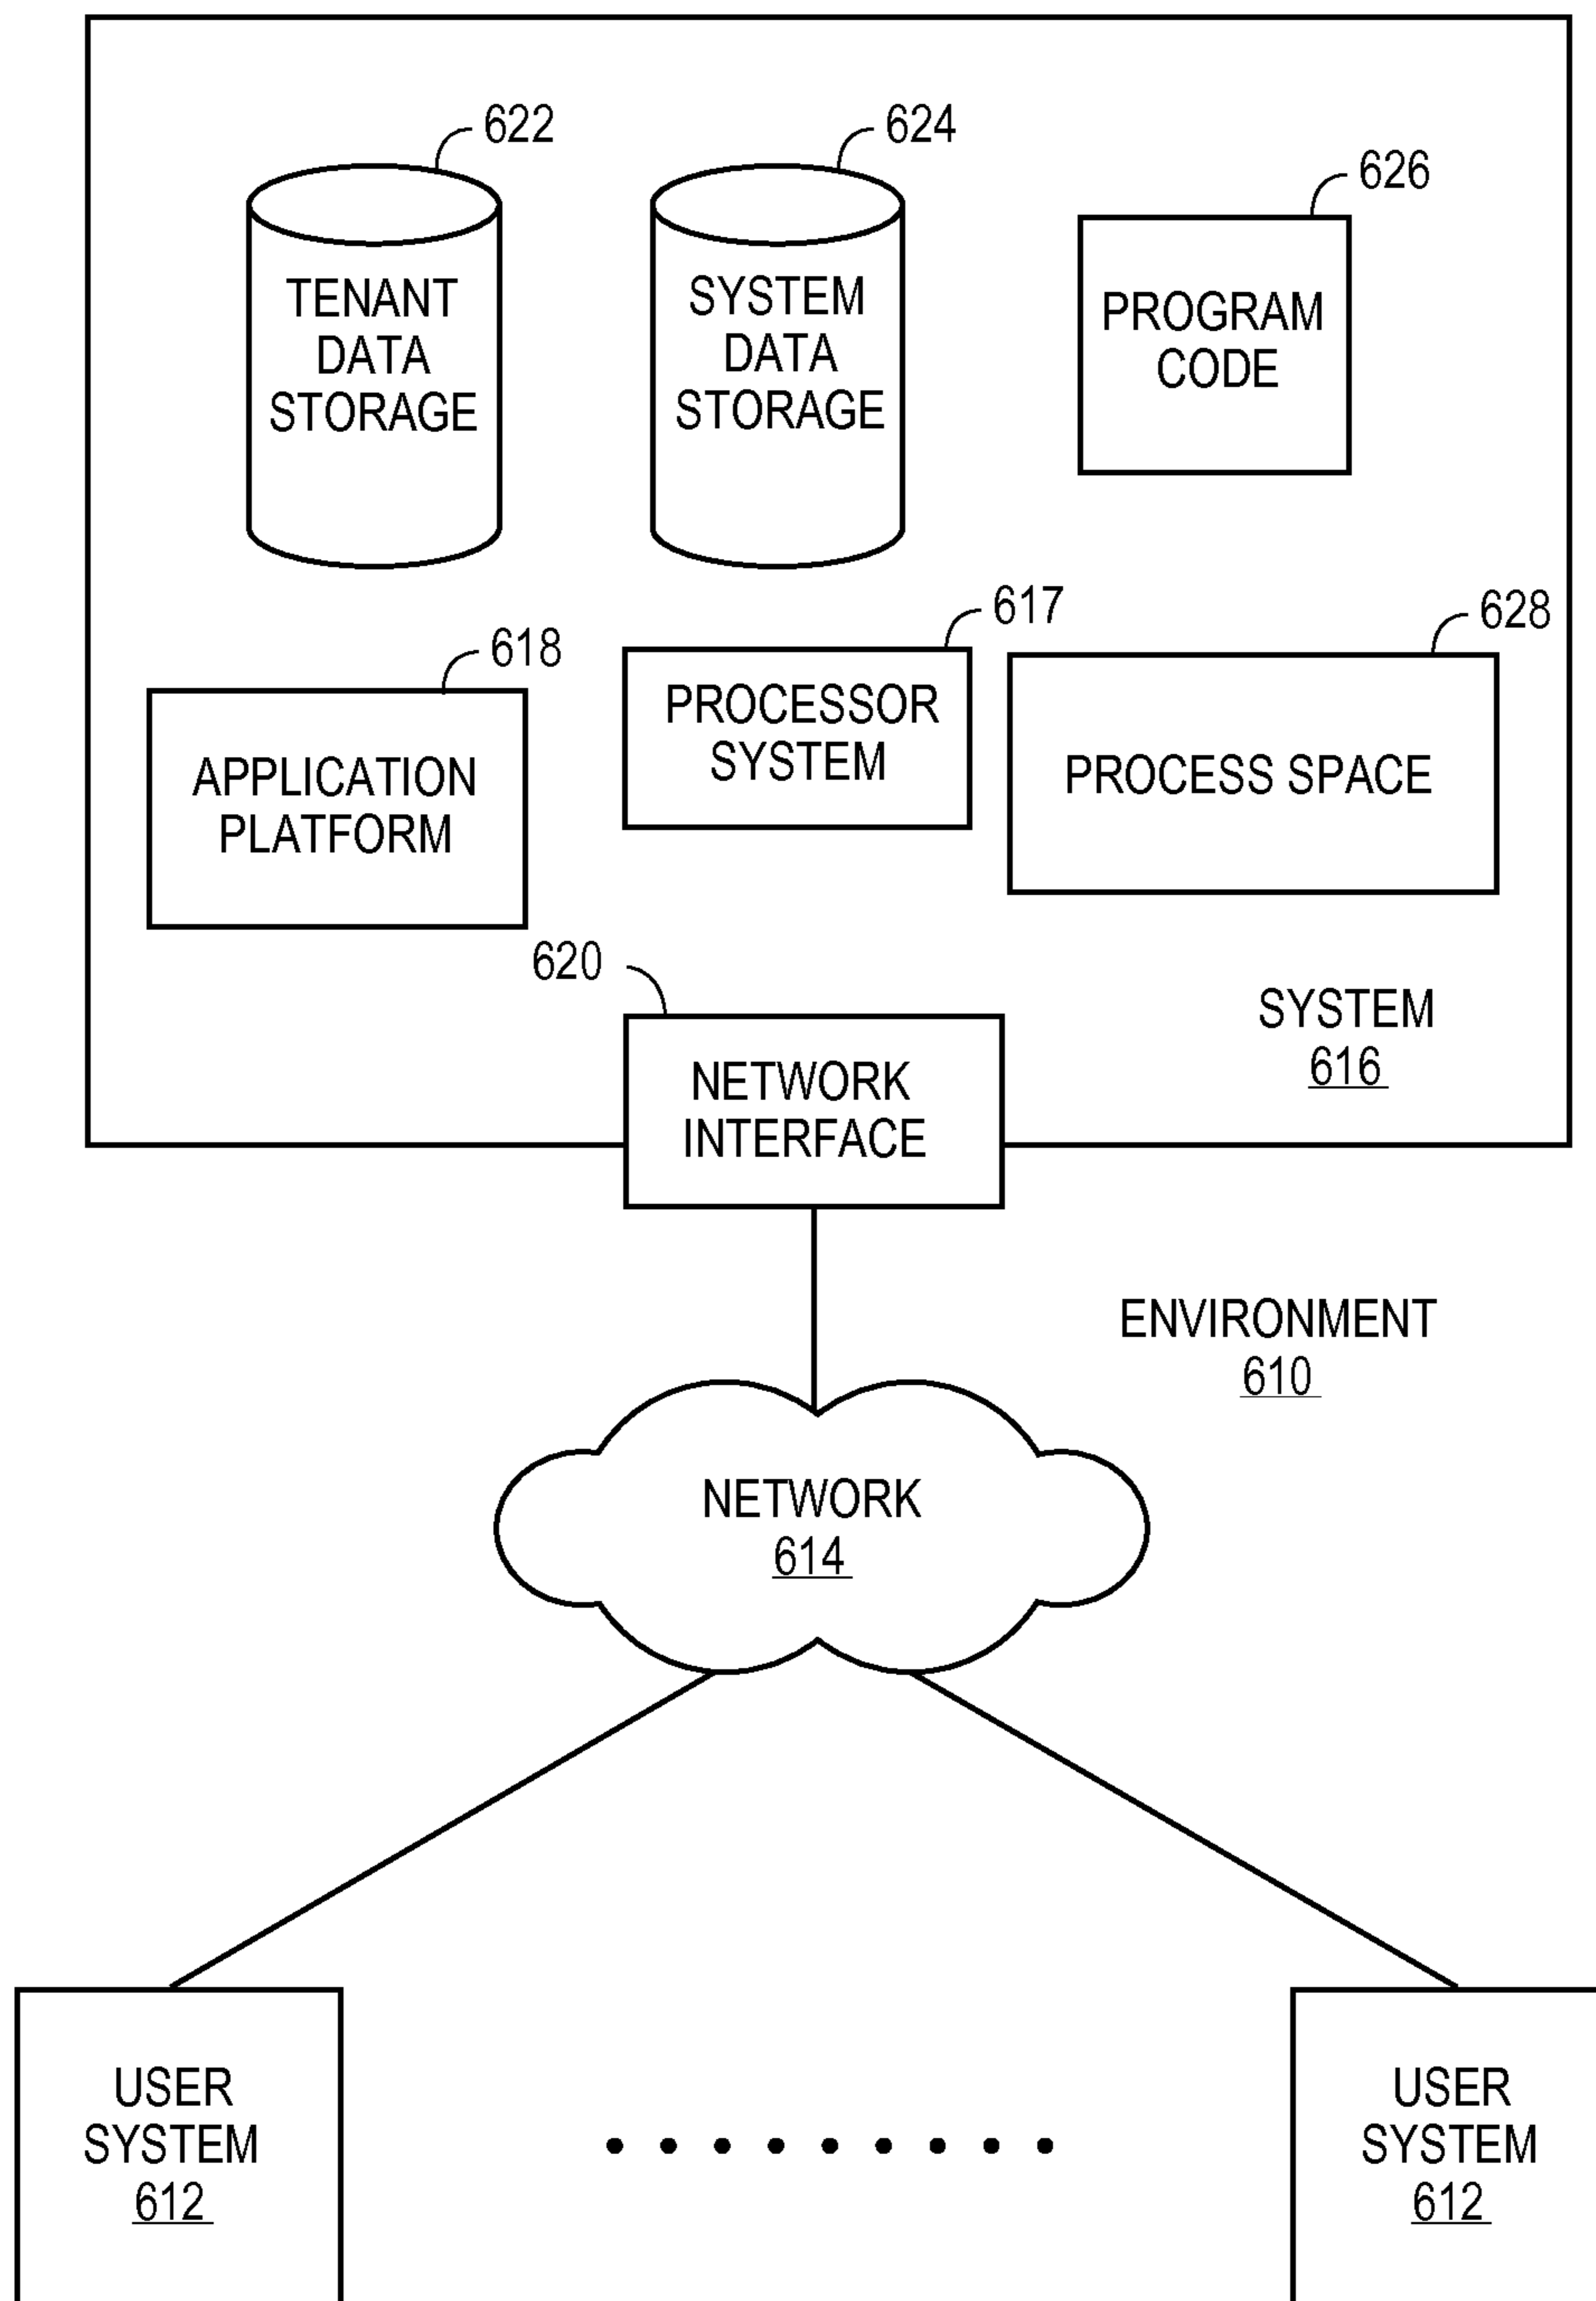 622
624
626
TENANT
DATA
STORAGE
SYSTEM
DATA
STORAGE
PROGRAM
CODE
618
617
628
APPLICATION
PLATFORM
PROCESSOR
SYSTEM
PROCESS SPACE
620
NETWORK
INTERFACE
SYSTEM
616
ENVIRONMENT
610
NETWORK
614
USER
SYSTEM
612
USER
SYSTEM
612